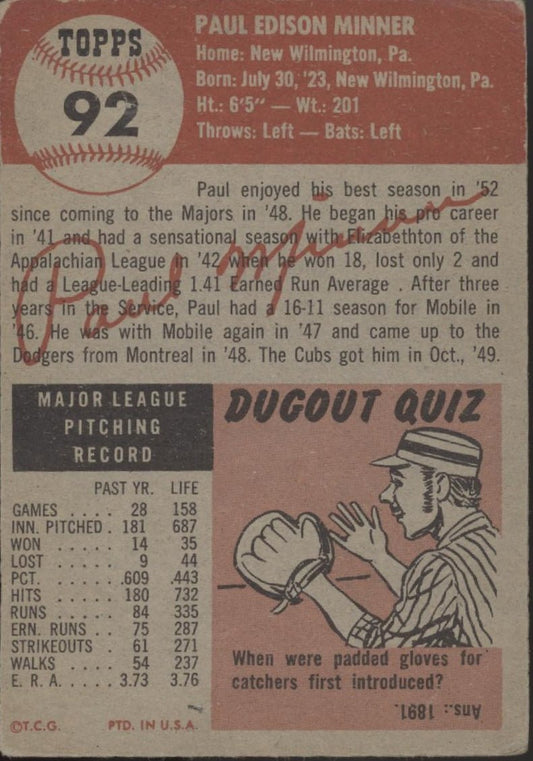 TOPPS
92
PAUL EDISON MINNER
Home: New Wilmington, Pa.
Born: July 30, '23, New Wilmington, Pa.
Ht.: 6'5" — Wt.: 201
Throws: Left — Bats: Left
Paul enjoyed his best season in '52
since coming to the Majors in '48. He began his pro career
in '41 and had a sensational season with Elizabethton of the
Appalachian League in '42 when he won 18, lost only 2 and
had a League-Leading 1.41 Earned Run Average . After three
years in the Service, Paul had a 16-11 season for Mobile in
'46. He was with Mobile again in '47 and came up to the
Dodgers from Montreal in '48. The Cubs got him in Oct., '49.
Paul Minner
MAJOR LEAGUE
PITCHING
RECORD
PAST YR. LIFE
GAMES . . . . 28 158
INN. PITCHED . 181 687
WON . . . . . 14 35
LOST . . . . . 9 44
PCT. . . . . . .609 .443
HITS . . . . . 180 732
RUNS . . . . . 84 335
ERN. RUNS . . 75 287
STRIKEOUTS . 61 271
WALKS . . . . 54 237
E. R. A. . . . . 3.73 3.76
©T.C.G. PTD. IN U.S.A.
DUGOUT QUIZ
When were padded gloves for
catchers first introduced?
Ans.: 1891.